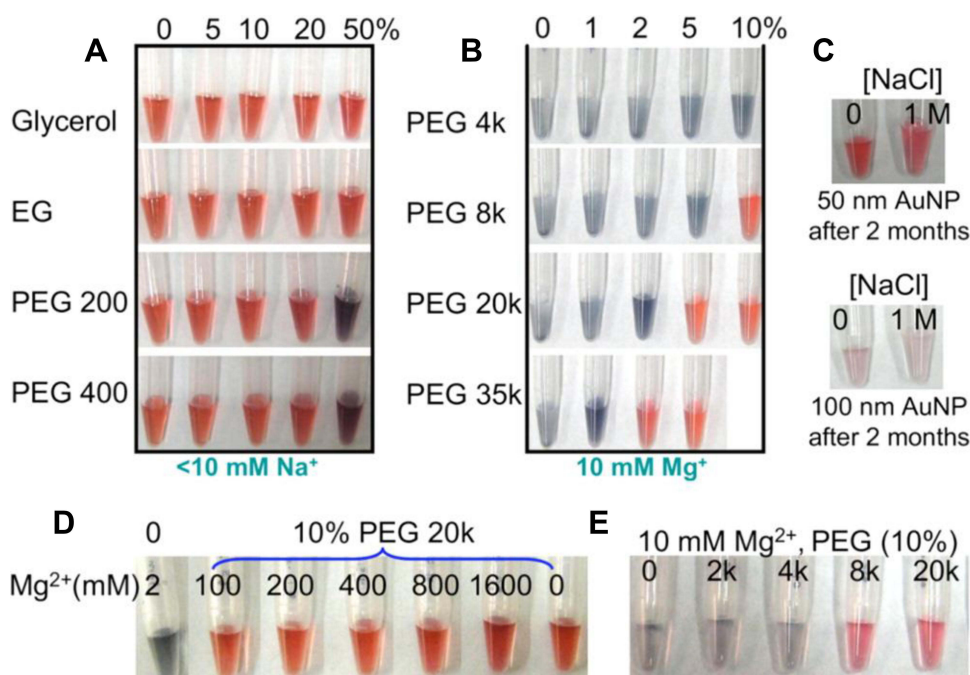 A
0 5 10 20 50%
Glycerol
EG
PEG 200
PEG 400
<10 mM Na⁺
B
0 1 2 5 10%
PEG 4k
PEG 8k
PEG 20k
PEG 35k
10 mM Mg⁺
C
[NaCl]
0 1 M
50 nm AuNP
after 2 months
[NaCl]
0 1 M
100 nm AuNP
after 2 months
D
0 10% PEG 20k
Mg²⁺(mM) 2 100 200 400 800 1600 0
E
10 mM Mg²⁺, PEG (10%)
0 2k 4k 8k 20k